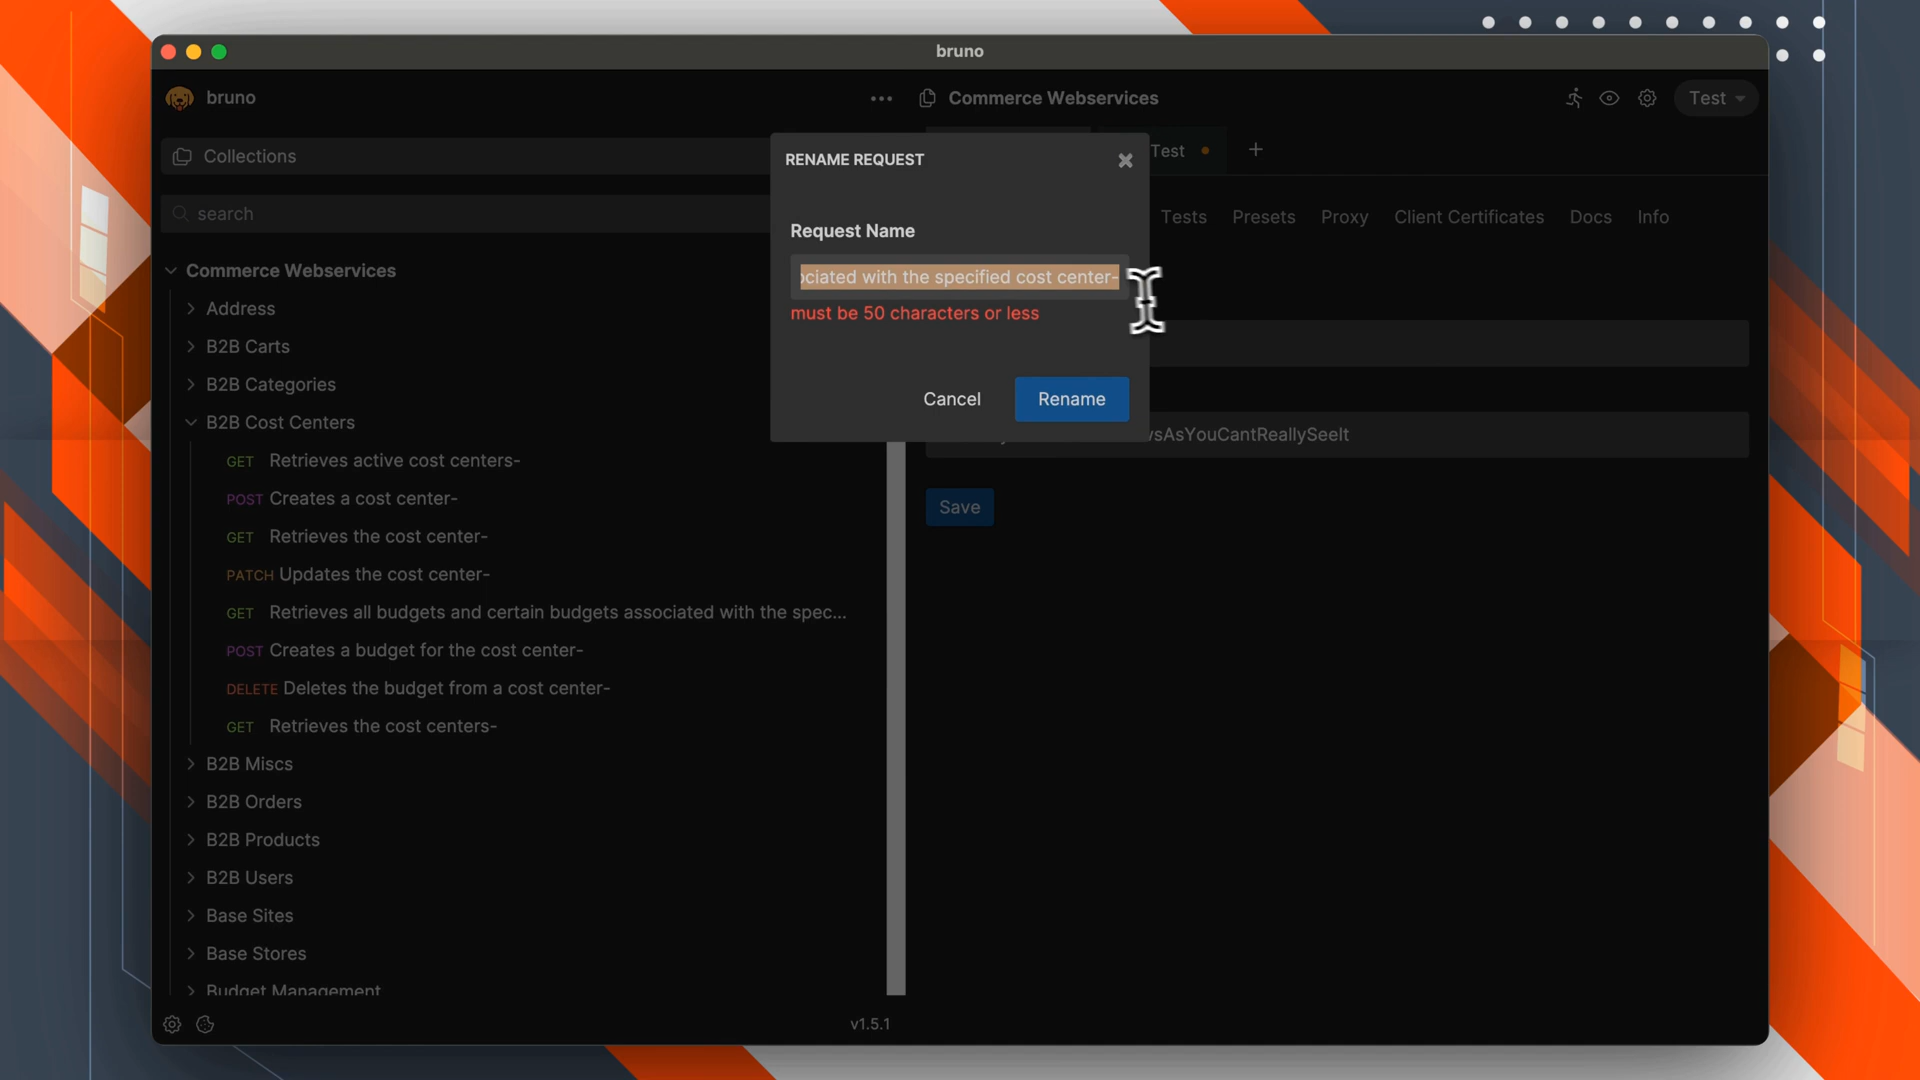 bruno
bruno
Commerce Webservices
Test
Collections
search
Commerce Webservices
Address
B2B Carts
B2B Categories
B2B Cost Centers
GET Retrieves active cost centers-
POST Creates a cost center-
GET Retrieves the cost center-
PATCH Updates the cost center-
GET Retrieves all budgets and certain budgets associated with the spec...
POST Creates a budget for the cost center-
DELETE Deletes the budget from a cost center-
GET Retrieves the cost centers-
B2B Miscs
B2B Orders
B2B Products
B2B Users
Base Sites
Base Stores
Budget Management
v1.5.1
RENAME REQUEST
Request Name
ociated with the specified cost center-
must be 50 characters or less
Cancel Rename
Test
Tests Presets Proxy Client Certificates Docs Info
wsAsYouCantReallySeeIt
Save